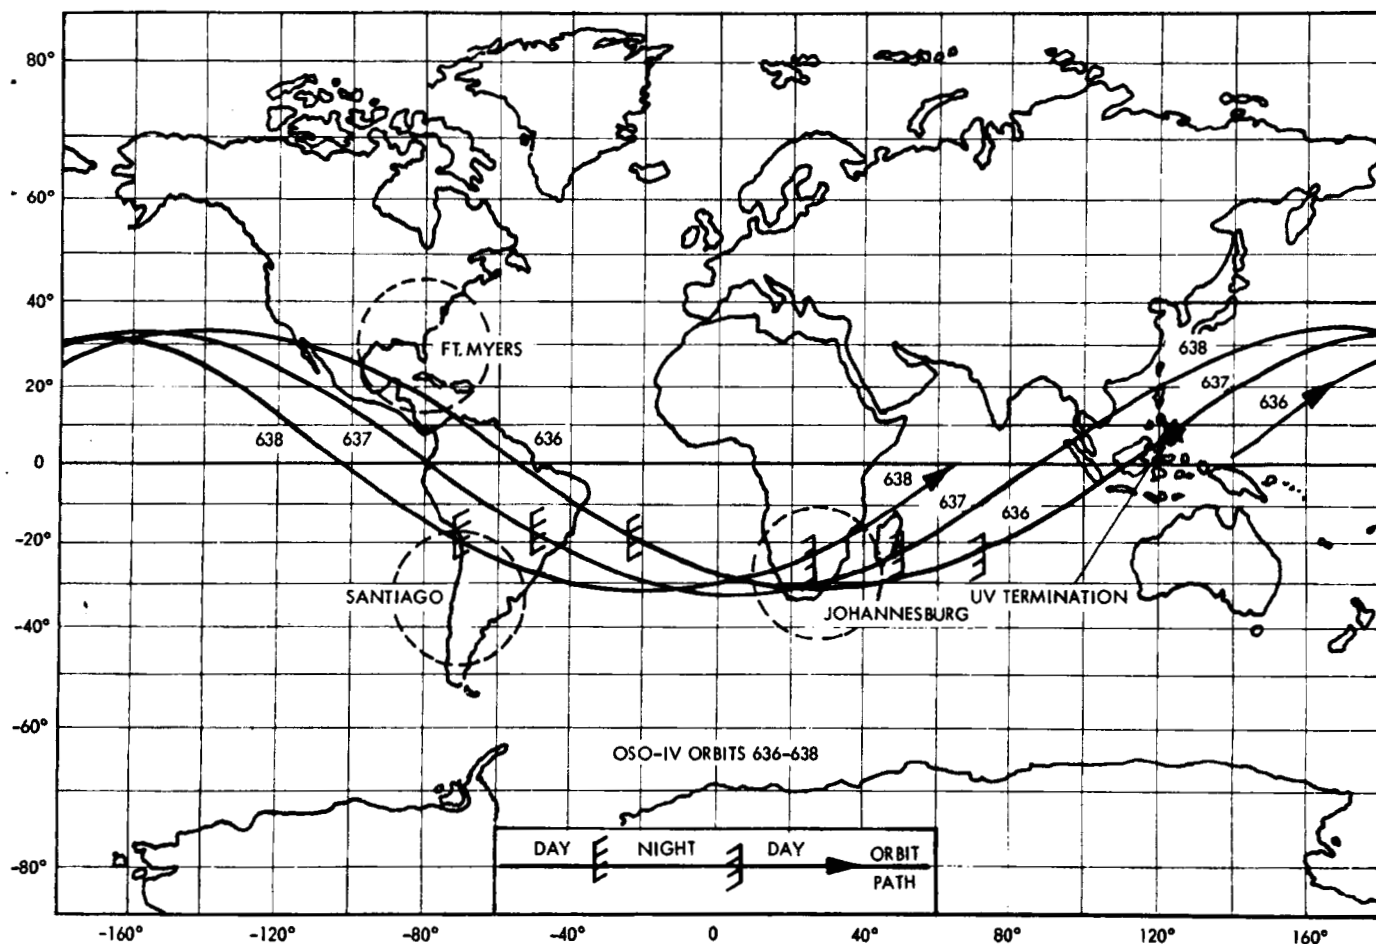 80°
60°
40°
20°
0
-20°
-40°
-60°
-80°
FT. MYERS
638
637
636
638
637
636
638
637
636
SANTIAGO
JOHANNESBURG
UV TERMINATION
OSO-IV ORBITS 636-638
DAY NIGHT DAY ORBIT
PATH
-160° -120° -80° -40° 0 40° 80° 120° 160°